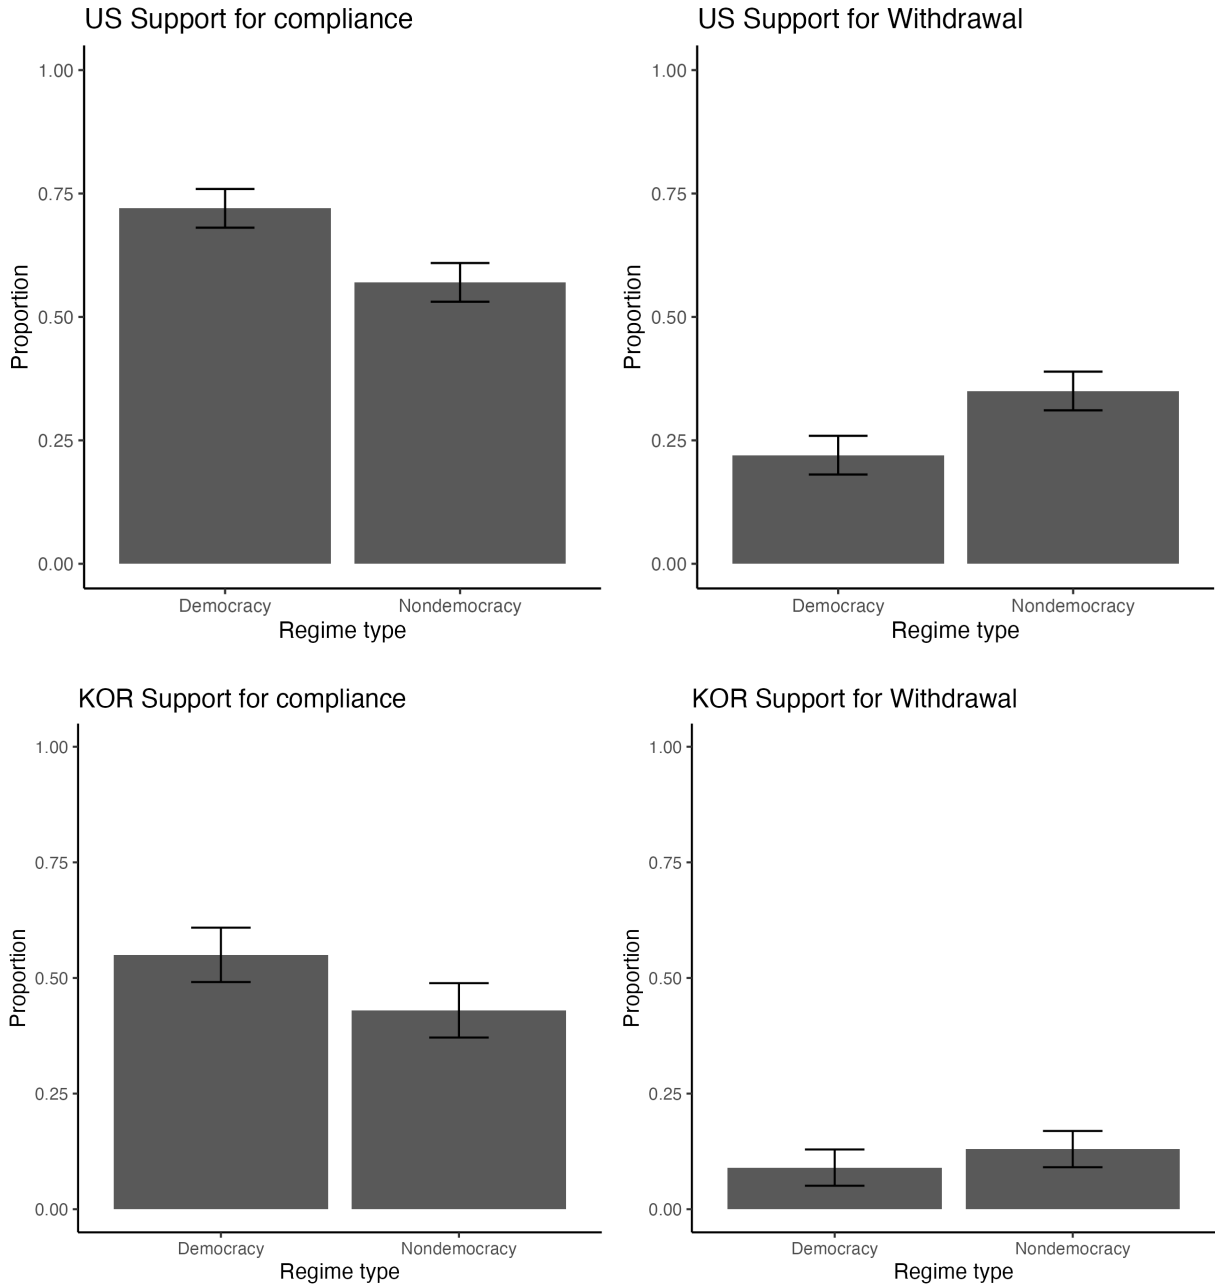 US Support for compliance
1.00
0.75
0.50
0.25
0.00
Proportion
Democracy
Nondemocracy
Regime type
US Support for Withdrawal
1.00
0.75
0.50
0.25
0.00
Proportion
Democracy
Nondemocracy
Regime type
KOR Support for compliance
1.00
0.75
0.50
0.25
0.00
Proportion
Democracy
Nondemocracy
Regime type
KOR Support for Withdrawal
1.00
0.75
0.50
0.25
0.00
Proportion
Democracy
Nondemocracy
Regime type